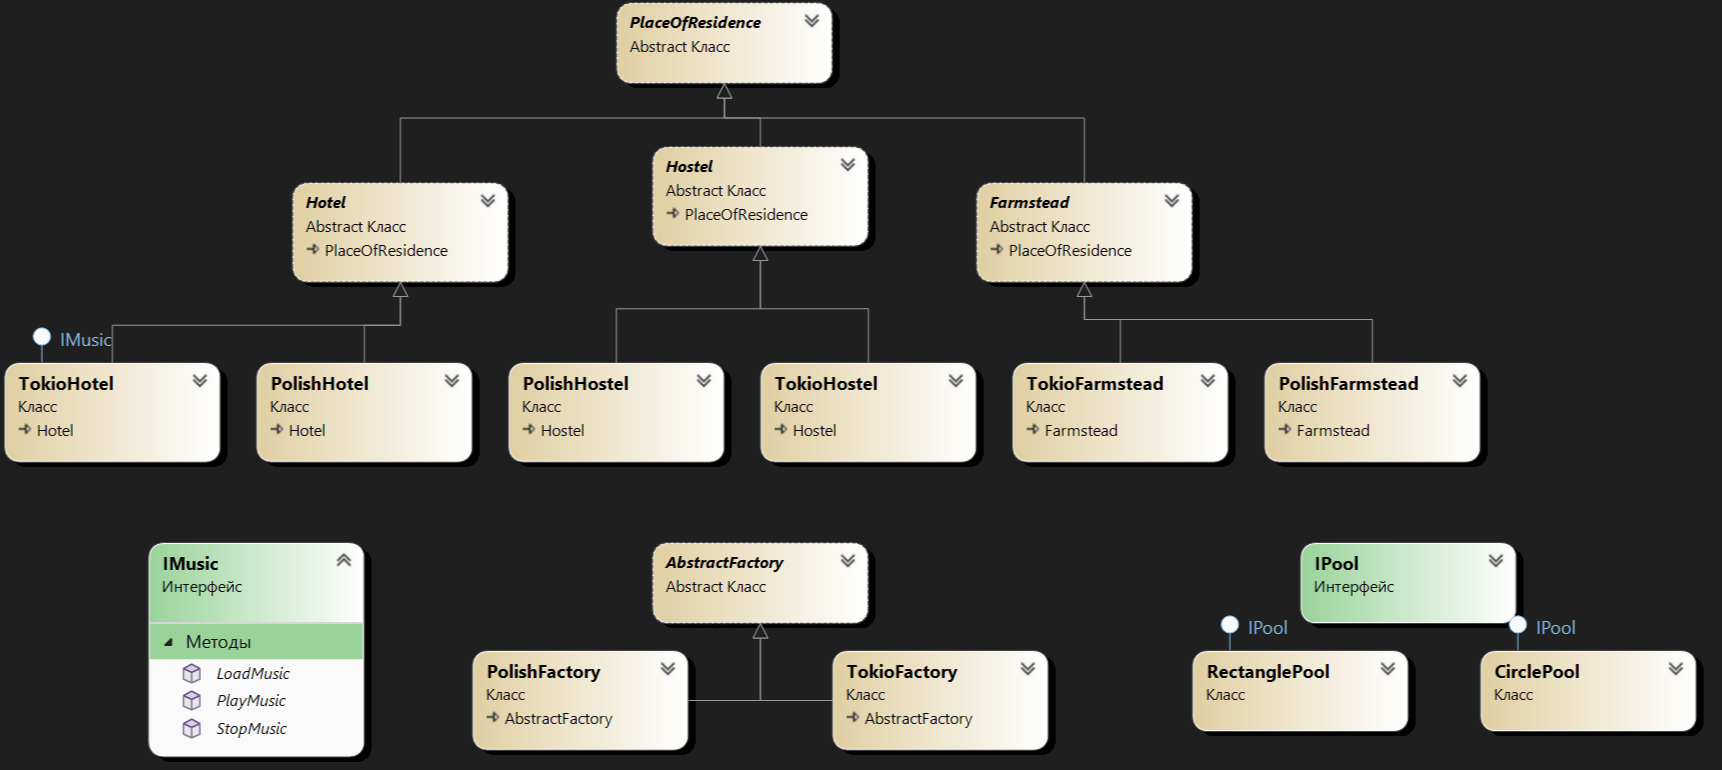 PlaceOfResidence
Abstract Класс
Hotel
Abstract Класс
PlaceOfResidence
Hostel
Abstract Класс
PlaceOfResidence
Farmstead
Abstract Класс
PlaceOfResidence
IMusic
TokioHotel
Класс
Hotel
PolishHotel
Класс
Hotel
PolishHostel
Класс
Hostel
TokioHostel
Класс
Hostel
TokioFarmstead
Класс
Farmstead
PolishFarmstead
Класс
Farmstead
IMusic
Интерфейс
Методы
LoadMusic
PlayMusic
StopMusic
AbstractFactory
Abstract Класс
PolishFactory
Класс
AbstractFactory
TokioFactory
Класс
AbstractFactory
IPool
Интерфейс
IPool
RectanglePool
Класс
IPool
CirclePool
Класс